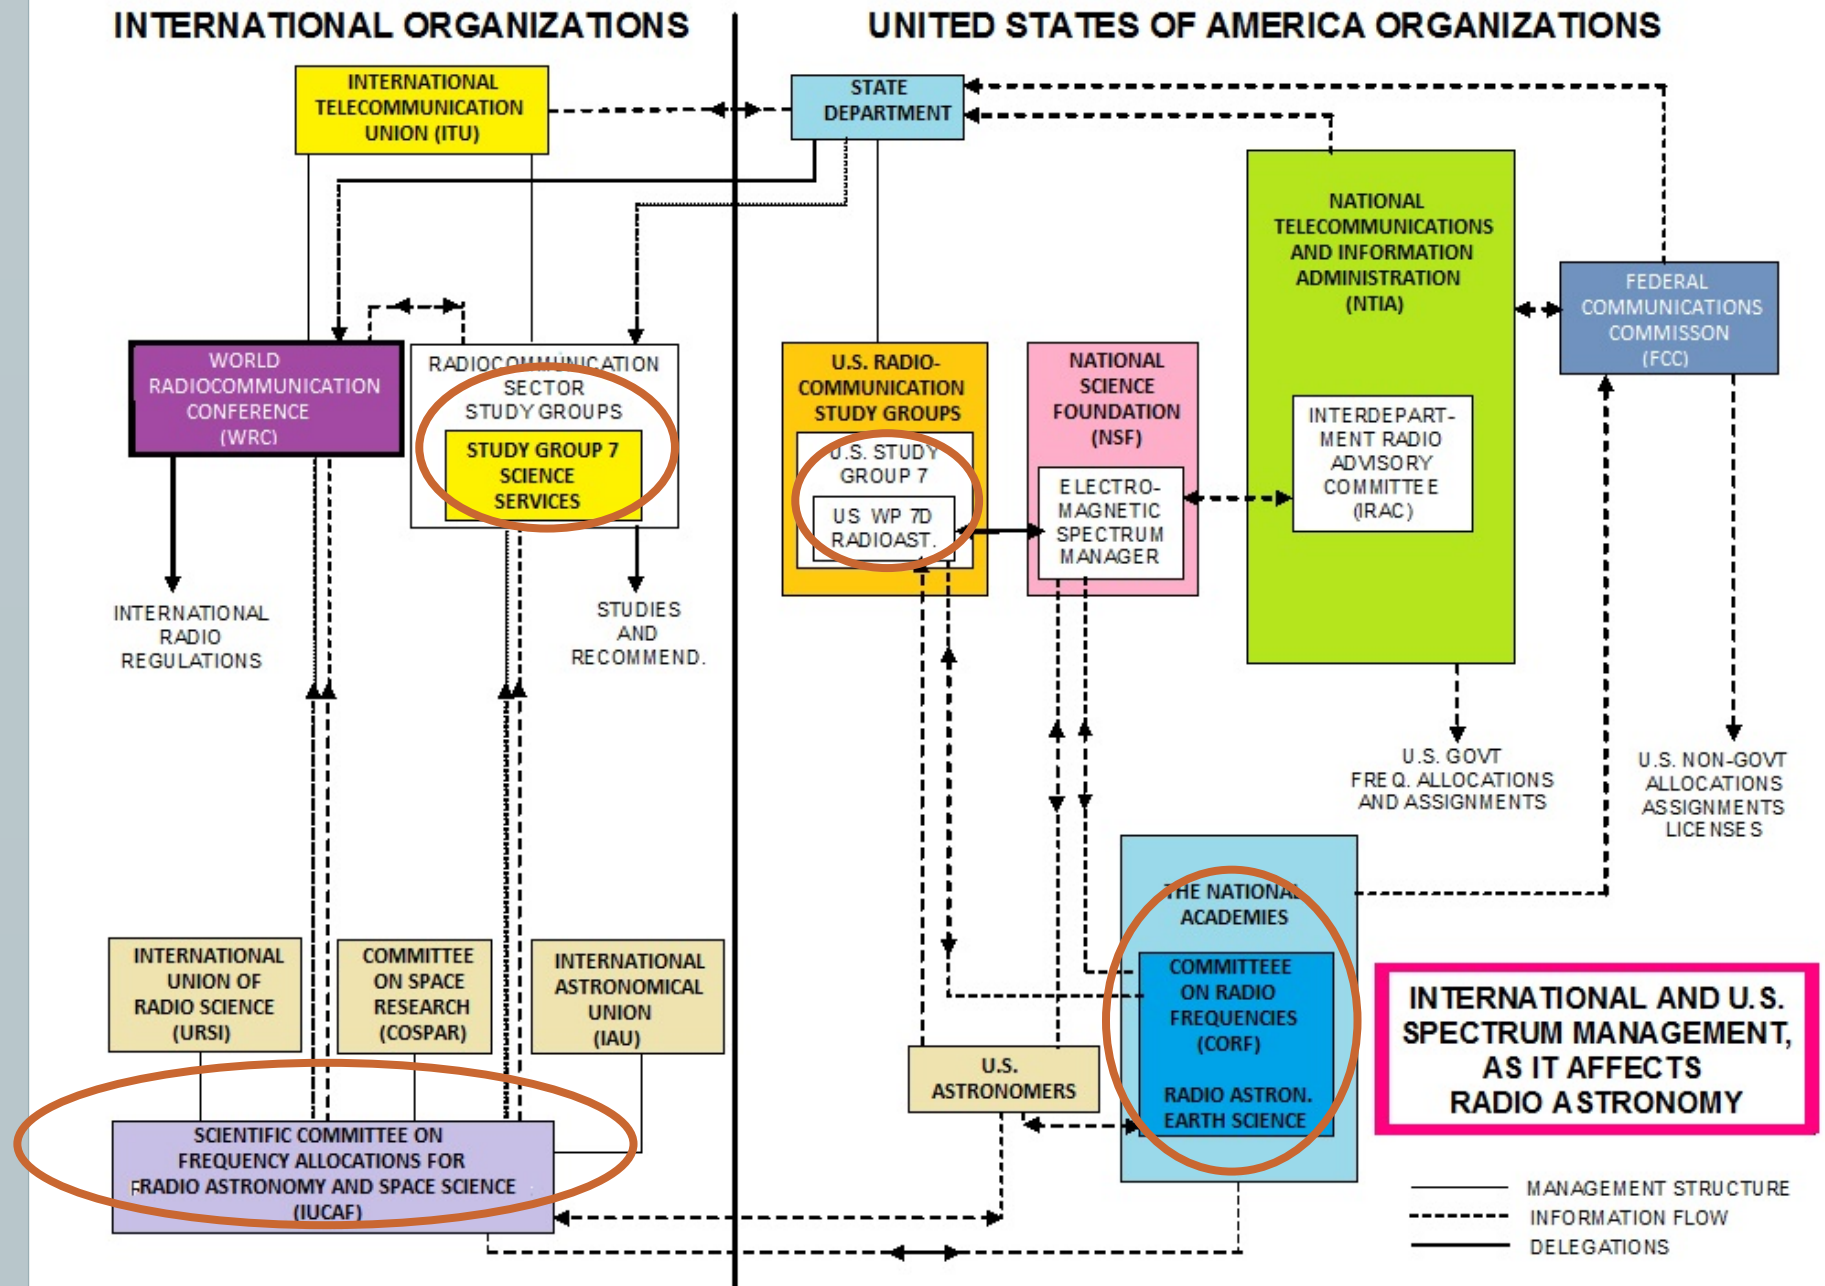 INTERNATIONAL ORGANIZATIONS
UNITED STATES OF AMERICA ORGANIZATIONS
INTERNATIONAL
TELECOMMUNICATION
UNION (ITU)
STATE
DEPARTMENT
NATIONAL
TELECOMMUNICATIONS
AND INFORMATION
ADMINISTRATION
(NTIA)
FEDERAL
COMMUNICATIONS
COMMISSON
(FCC)
WORLD
RADIOCOMMUNICATION
CONFERENCE
(WRC)
RADIOCOMMUNICATION
SECTOR
STUDY GROUPS
STUDY GROUP 7
SCIENCE
SERVICES
U.S. RADIO-
COMMUNICATION
STUDY GROUPS
U.S. STUDY
GROUP 7
US WP 7D
RADIOAST.
NATIONAL
SCIENCE
FOUNDATION
(NSF)
ELECTRO-
MAGNETIC
SPECTRUM
MANAGER
INTERDEPART-
MENT RADIO
ADVISORY
COMMITTEE
(IRAC)
INTERNATIONAL
RADIO
REGULATIONS
STUDIES
AND
RECOMMEND.
U.S. GOVT
FREQ. ALLOCATIONS
AND ASSIGNMENTS
U.S. NON-GOVT
ALLOCATIONS
ASSIGNMENTS
LICENSES
THE NATIONAL
ACADEMIES
COMMITTEEE
ON RADIO
FREQUENCIES
(CORF)
RADIO ASTRON.
EARTH SCIENCE
INTERNATIONAL
UNION OF
RADIO SCIENCE
(URSI)
COMMITTEE
ON SPACE
RESEARCH
(COSPAR)
INTERNATIONAL
ASTRONOMICAL
UNION
(IAU)
U.S.
ASTRONOMERS
SCIENTIFIC COMMITTEE ON
FREQUENCY ALLOCATIONS FOR
RADIO ASTRONOMY AND SPACE SCIENCE
(IUCAF)
INTERNATIONAL AND U.S.
SPECTRUM MANAGEMENT,
AS IT AFFECTS
RADIO ASTRONOMY
MANAGEMENT STRUCTURE
INFORMATION FLOW
DELEGATIONS